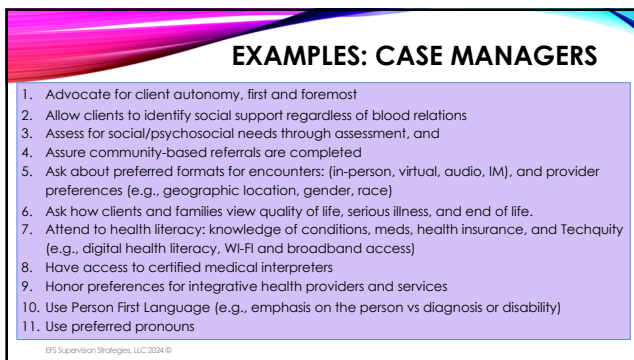 EXAMPLES: CASE MANAGERS
1. Advocate for client autonomy, first and foremost
2. Allow clients to identify social support regardless of blood relations
3. Assess for social/psychosocial needs through assessment, and
4. Assure community-based referrals are completed
5. Ask about preferred formats for encounters: (in-person, virtual, audio, IM), and provider
preferences (e.g., geographic location, gender, race)
6. Ask how clients and families view quality of life, serious illness, and end of life.
7. Attend to health literacy: knowledge of conditions, meds, health insurance, and Techquity
(e.g., digital health literacy, WI-FI and broadband access)
8. Have access to certified medical interpreters
9. Honor preferences for integrative health providers and services
10. Use Person First Language (e.g., emphasis on the person vs diagnosis or disability)
11. Use preferred pronouns
EFS Supervision Strategies, LLC 2024 ©